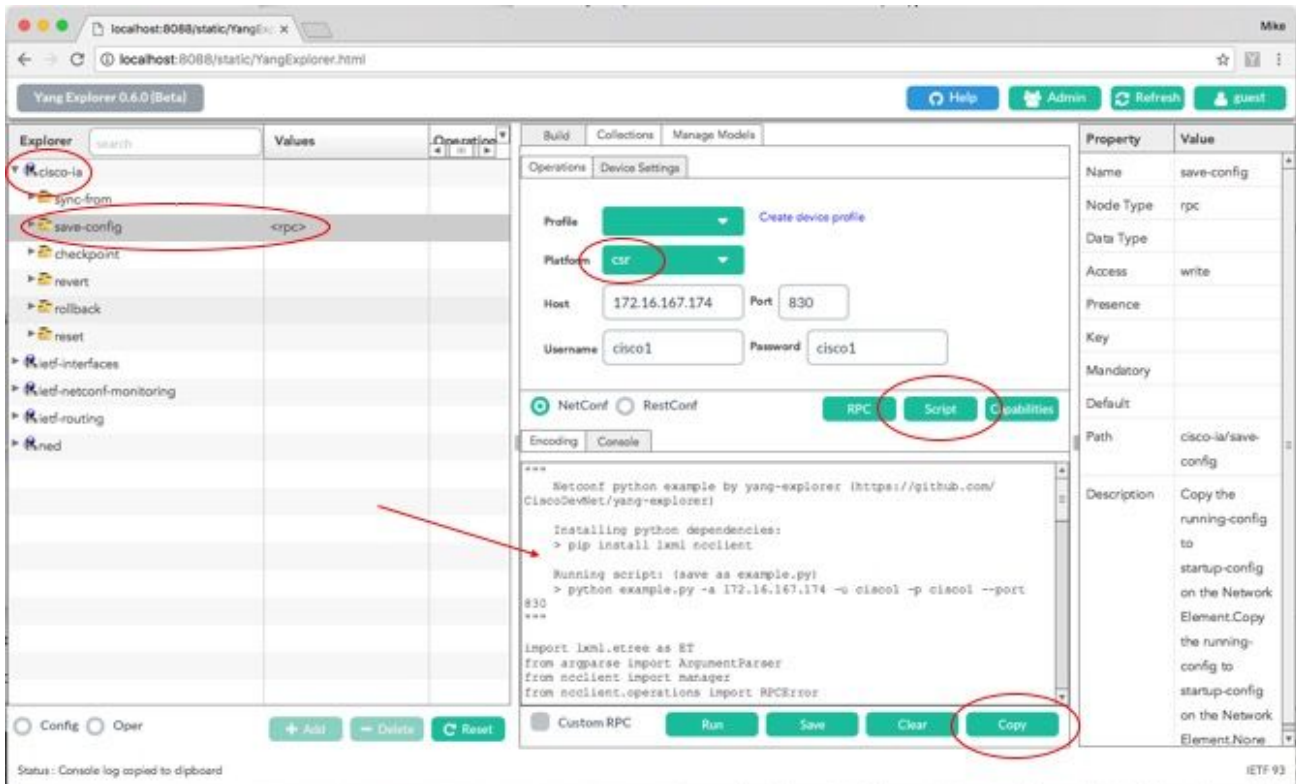 localhost:8088/static/YangEx
Mike
localhost:8088/static/YangExplorer.html
Yang Explorer 0.6.0 (Beta)
Help
Admin
Refresh
guest
Explorer
search
Values
Operation
cisco-ia
sync-from
save-config
<rpc>
checkpoint
revert
rollback
reset
ietf-interfaces
ietf-netconf-monitoring
ietf-routing
ned
Config
Oper
Add
Delete
Reset
Build
Collections
Manage Models
Operations
Device Settings
Profile
Create device profile
Platform
csr
Host
172.16.167.174
Port
830
Username
cisco1
Password
cisco1
NetConf
RestConf
RPC
Script
Capabilities
Encoding
Console
"""
Netconf python example by yang-explorer (https://github.com/
CiscoDevNet/yang-explorer)
Installing python dependencies:
> pip install lxml ncclient
Running script: (save as example.py)
> python example.py -a 172.16.167.174 -u cisco1 -p cisco1 --port
830
"""
import lxml.etree as ET
from argparse import ArgumentParser
from ncclient import manager
from ncclient.operations import RPCError
Custom RPC
Run
Save
Clear
Copy
Property
Value
Name
save-config
Node Type
rpc
Data Type
Access
write
Presence
Key
Mandatory
Default
Path
cisco-ia/save-
config
Description
Copy the
running-config
to
startup-config
on the Network
Element.Copy
the running-
config to
startup-config
on the Network
Element.None
Status : Console log copied to clipboard
IETF 93